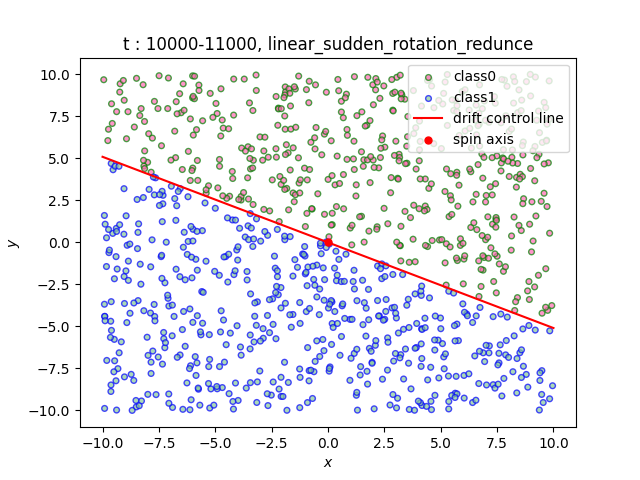 t : 10000-11000, linear_sudden_rotation_redunce
class0
class1
drift control line
spin axis
10.0
7.5
5.0
2.5
0.0
−2.5
−5.0
−7.5
−10.0
y
−10.0 −7.5 −5.0 −2.5 0.0 2.5 5.0 7.5 10.0
x